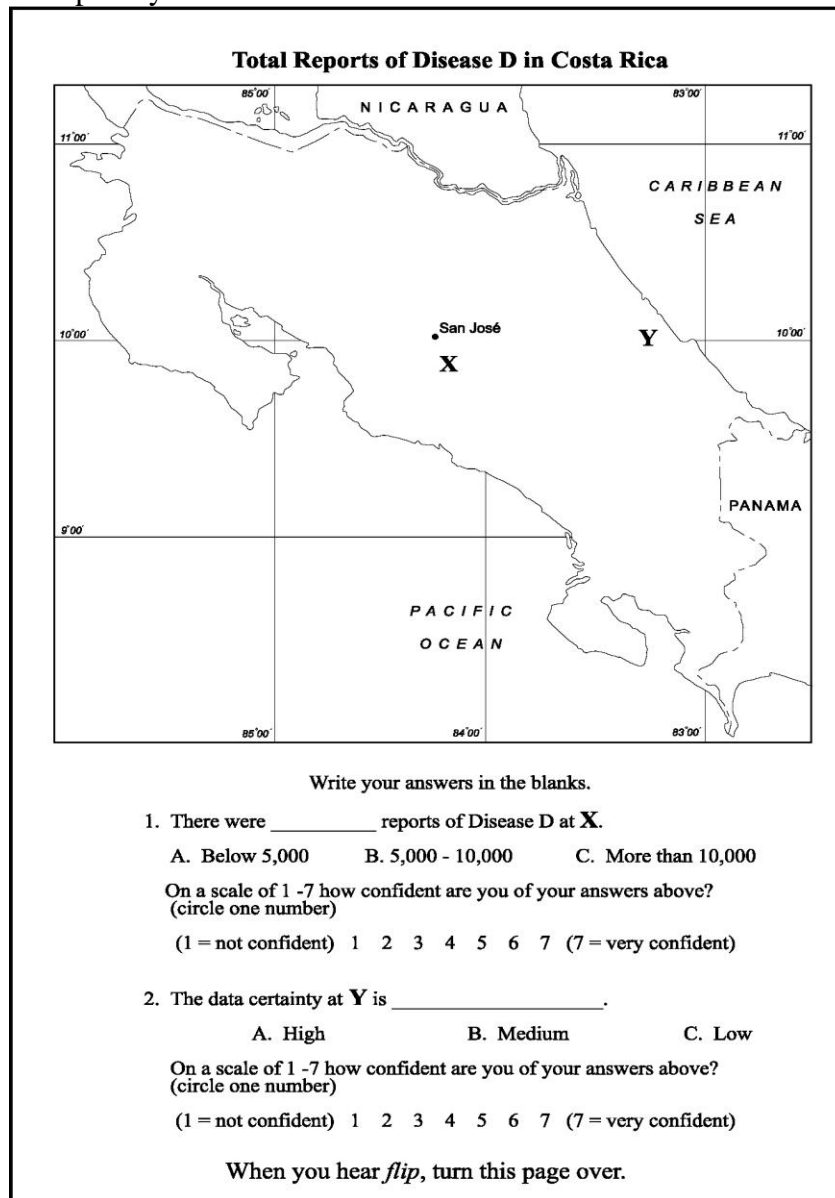 Total Reports of Disease D in Costa Rica
85°00' 83°00'
NICARAGUA
11°00' 11°00'
CARIBBEAN
SEA
San José
10°00' Y 10°00'
X
PANAMA
9°00'
PACIFIC
OCEAN
85°00' 84°00' 83°00'
Write your answers in the blanks.
1. There were __________ reports of Disease D at X.
A. Below 5,000 B. 5,000 - 10,000 C. More than 10,000
On a scale of 1 -7 how confident are you of your answers above?
(circle one number)
(1 = not confident) 1 2 3 4 5 6 7 (7 = very confident)
2. The data certainty at Y is ____________________.
A. High B. Medium C. Low
On a scale of 1 -7 how confident are you of your answers above?
(circle one number)
(1 = not confident) 1 2 3 4 5 6 7 (7 = very confident)
When you hear flip, turn this page over.